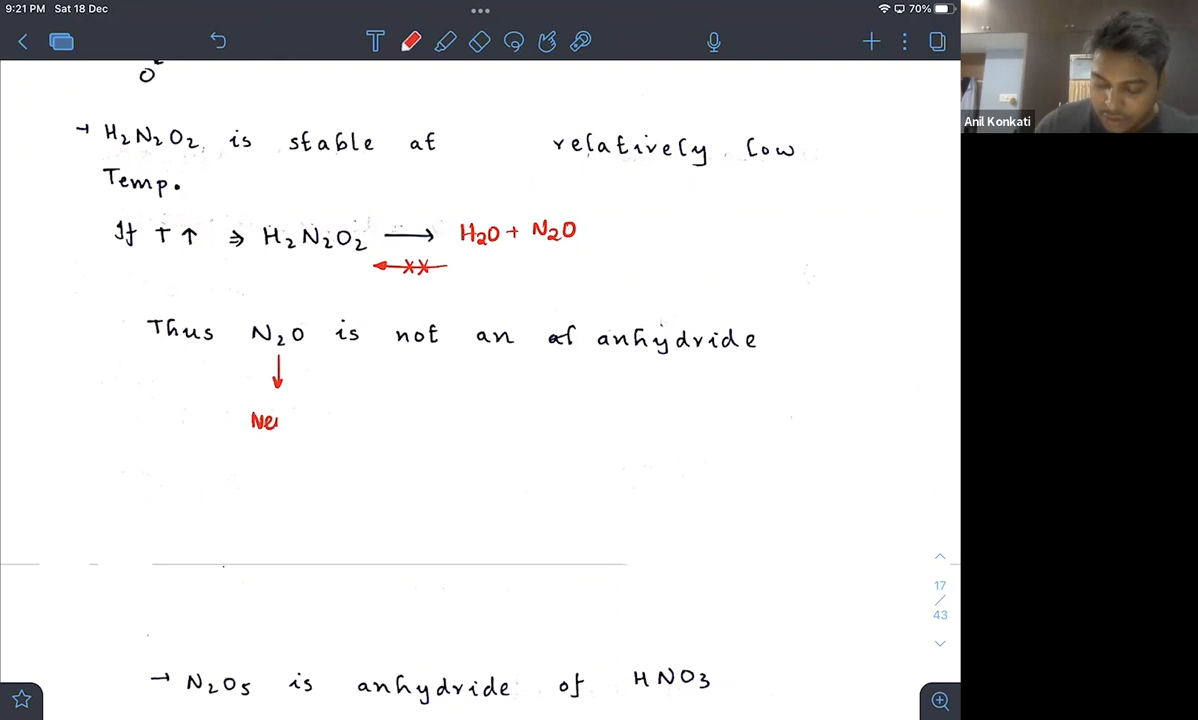 9:21 PM Sat 18 Dec
70%
Anil Konkati
→ H₂N₂O₂ is stable at relatively low
Temp.
If T ↑ ⇒ H₂N₂O₂ ⟶ H₂O + N₂O
Thus N₂O is not an of anhydride
Ne
17
/
43
→ N₂O₅ is anhydride of HNO₃